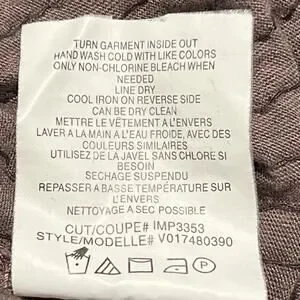 TURN GARMENT INSIDE OUT
HAND WASH COLD WITH LIKE COLORS
ONLY NON-CHLORINE BLEACH WHEN
NEEDED
LINE DRY
COOL IRON ON REVERSE SIDE
CAN BE DRY CLEAN
METTRE LE VÊTEMENT À L'ENVERS
LAVER A LA MAIN A L'EAU FROIDE, AVEC DES
COULEURS SIMILAIRES
UTILISEZ DE LA JAVEL SANS CHLORE SI
BESOIN
SECHAGE SUSPENDU
REPASSER A BASSE TEMPÉRATURE SUR
L'ENVERS
NETTOYAGE A SEC POSSIBLE
CUT/COUPE# IMP3353
STYLE/MODELLE# V017480390
P